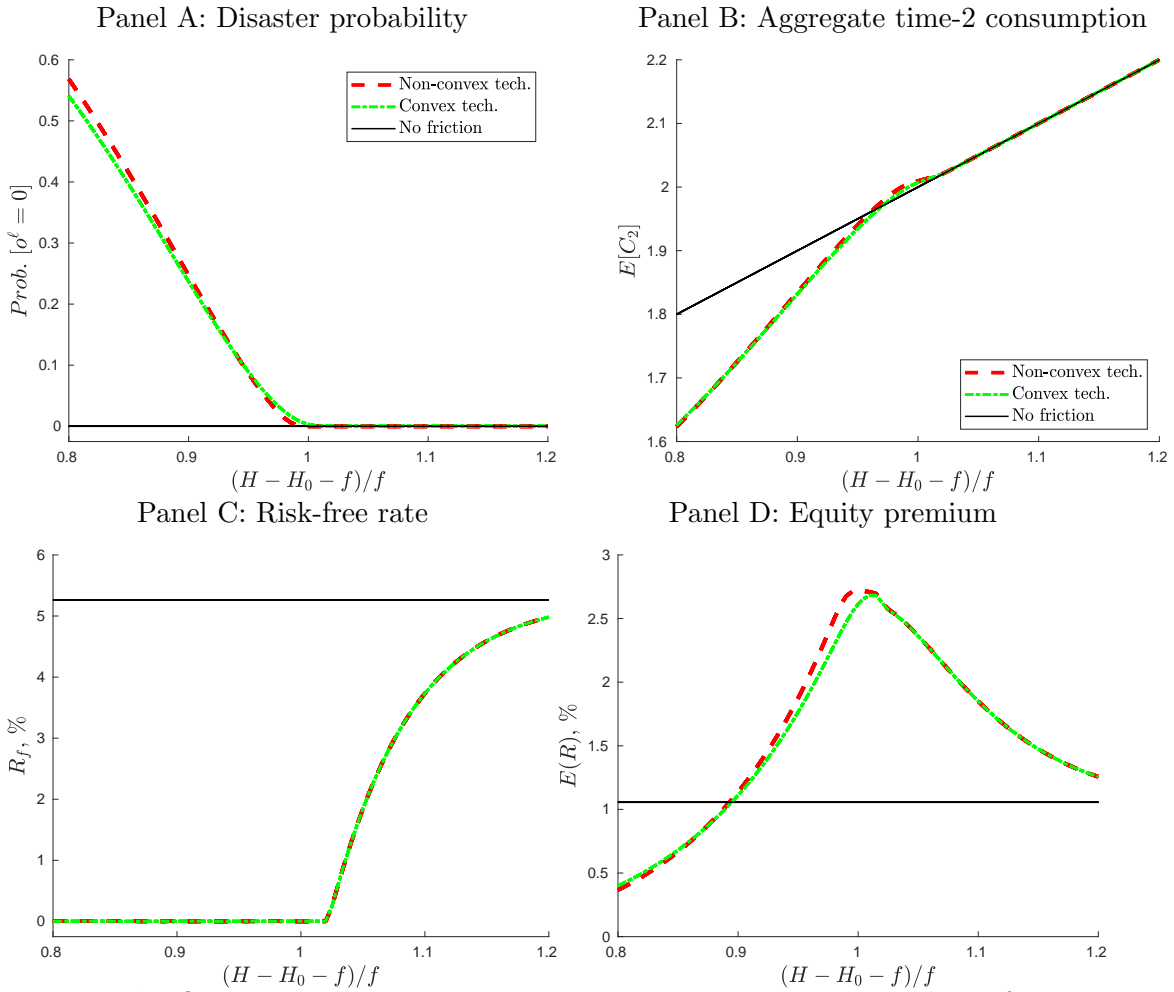 Panel A: Disaster probability
0.6
0.5
0.4
0.3
0.2
0.1
0
Prob. [o^ℓ = 0]
Non-convex tech.
Convex tech.
No friction
0.8 0.9 1 1.1 1.2
(H − H₀ − f)/f
Panel B: Aggregate time-2 consumption
2.2
2.1
2
1.9
1.8
1.7
1.6
E[C₂]
Non-convex tech.
Convex tech.
No friction
0.8 0.9 1 1.1 1.2
(H − H₀ − f)/f
Panel C: Risk-free rate
6
5
4
3
2
1
0
R_f, %
0.8 0.9 1 1.1 1.2
(H − H₀ − f)/f
Panel D: Equity premium
3
2.5
2
1.5
1
0.5
0
E(R), %
0.8 0.9 1 1.1 1.2
(H − H₀ − f)/f